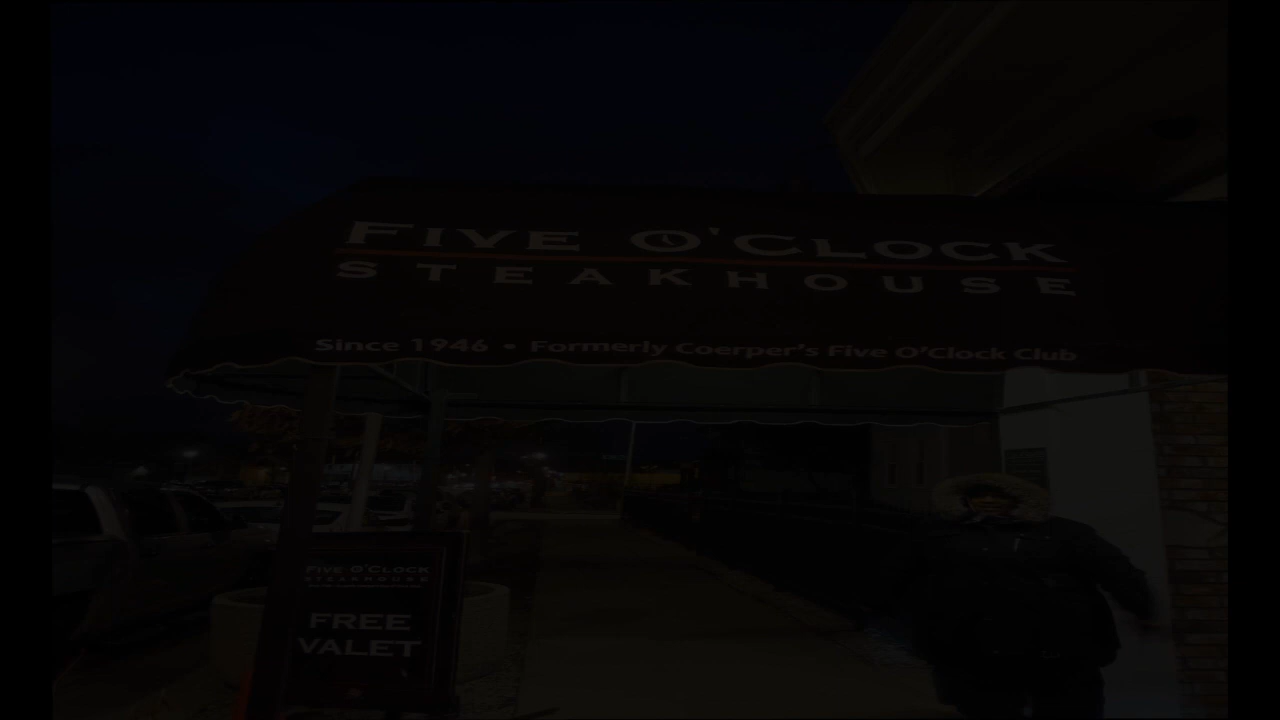 FIVE O'CLOCK
STEAKHOUSE
Since 1946 • Formerly Coerper's Five O'Clock Club
FIVE O'CLOCK
STEAKHOUSE
FREE
VALET